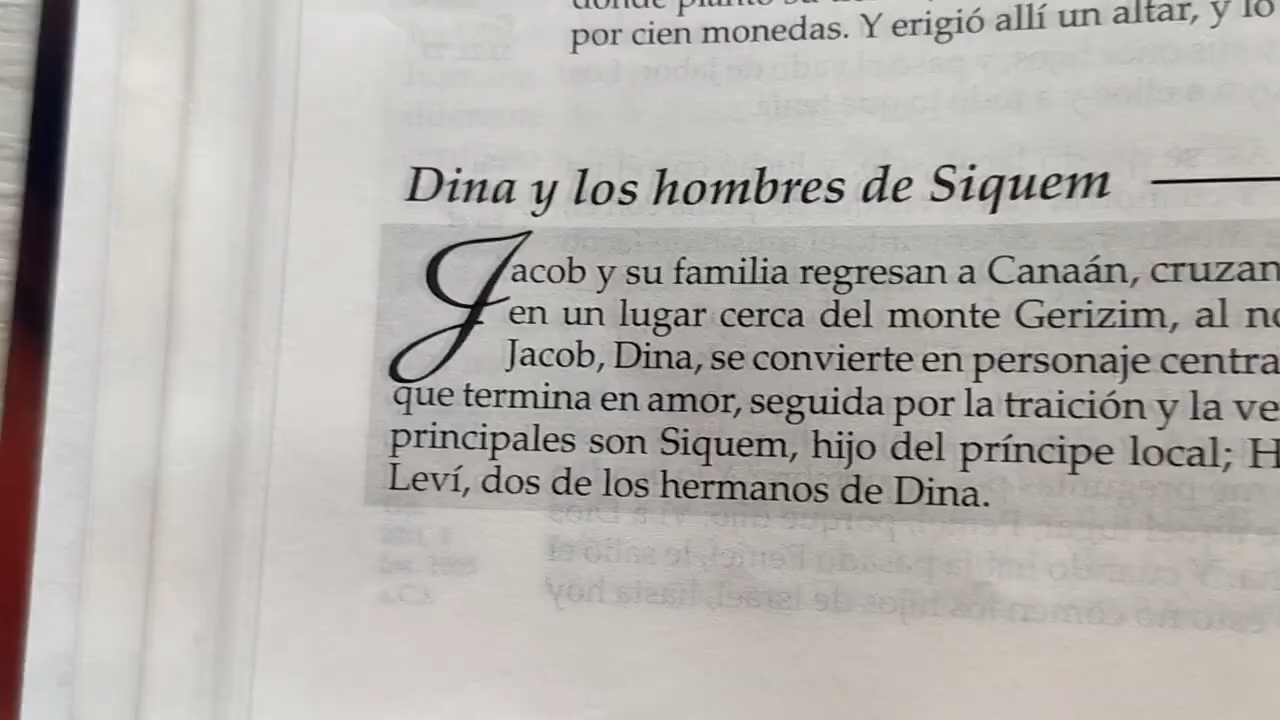 por cien monedas. Y erigió allí un altar, y lo
Dina y los hombres de Siquem
Jacob y su familia regresan a Canaán, cruzan
en un lugar cerca del monte Gerizim, al
Jacob, Dina, se convierte en personaje centra
que termina en amor, seguida por la traición y la ve
principales son Siquem, hijo del príncipe local; H
Leví, dos de los hermanos de Dina.